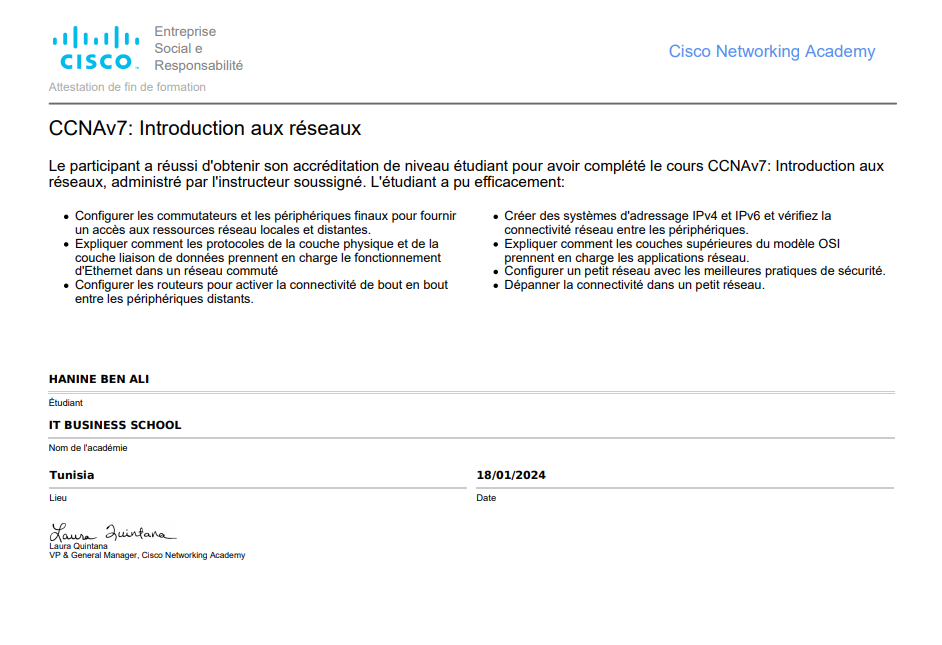 CISCO
Entreprise
Social e
Responsabilité
Cisco Networking Academy
Attestation de fin de formation
CCNAv7: Introduction aux réseaux
Le participant a réussi d'obtenir son accréditation de niveau étudiant pour avoir complété le cours CCNAv7: Introduction aux
réseaux, administré par l'instructeur soussigné. L'étudiant a pu efficacement:
• Configurer les commutateurs et les périphériques finaux pour fournir
un accès aux ressources réseau locales et distantes.
• Expliquer comment les protocoles de la couche physique et de la
couche liaison de données prennent en charge le fonctionnement
d'Ethernet dans un réseau commuté
• Configurer les routeurs pour activer la connectivité de bout en bout
entre les périphériques distants.
• Créer des systèmes d'adressage IPv4 et IPv6 et vérifiez la
connectivité réseau entre les périphériques.
• Expliquer comment les couches supérieures du modèle OSI
prennent en charge les applications réseau.
• Configurer un petit réseau avec les meilleures pratiques de sécurité.
• Dépanner la connectivité dans un petit réseau.
HANINE BEN ALI
Étudiant
IT BUSINESS SCHOOL
Nom de l'académie
Tunisia
Lieu
18/01/2024
Date
Laura Quintana
Laura Quintana
VP & General Manager, Cisco Networking Academy